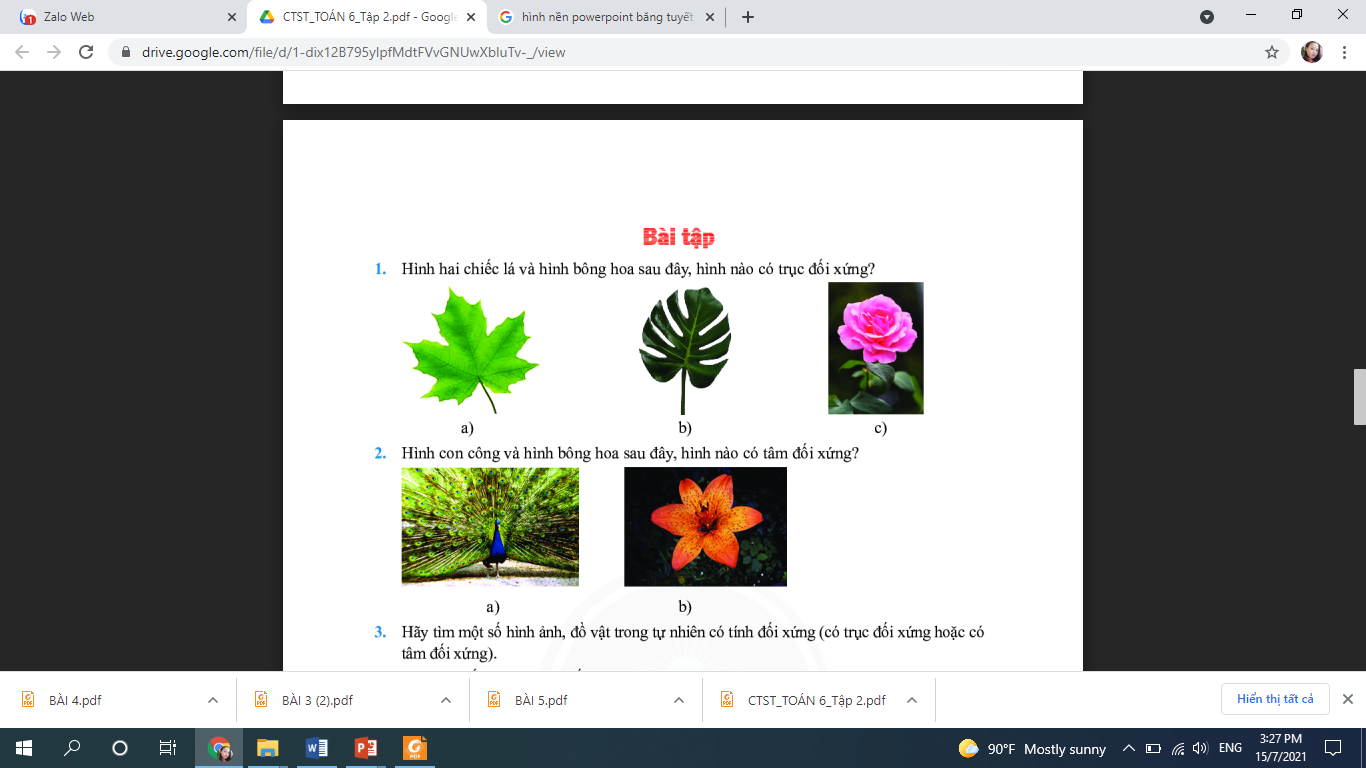 1
Zalo Web
CTST_TOÁN 6_Tập 2.pdf - Google
hình nền powerpoint băng tuyết
drive.google.com/file/d/1-dix12B795yIpfMdtFVvGNUwXbluTv-_/view
Bài tập
1. Hình hai chiếc lá và hình bông hoa sau đây, hình nào có trục đối xứng?
a) b) c)
2. Hình con công và hình bông hoa sau đây, hình nào có tâm đối xứng?
a) b)
3. Hãy tìm một số hình ảnh, đồ vật trong tự nhiên có tính đối xứng (có trục đối xứng hoặc có
tâm đối xứng).
BÀI 4.pdf
BÀI 3 (2).pdf
BÀI 5.pdf
CTST_TOÁN 6_Tập 2.pdf
Hiển thị tất cả
90°F Mostly sunny
ENG
3:27 PM
15/7/2021